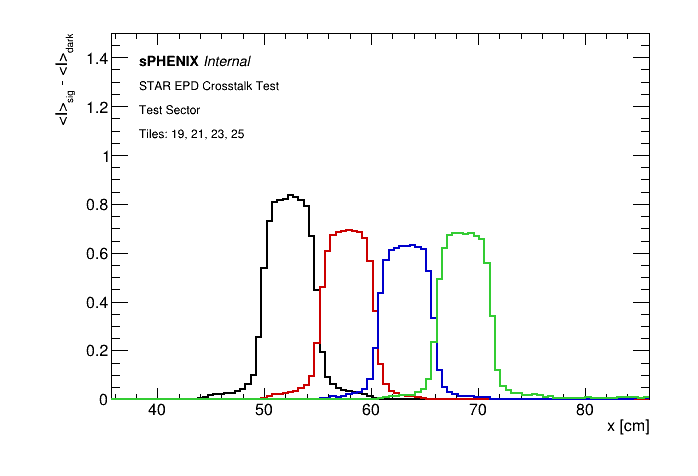 <I>sig - <I>dark
1.4
1.2
1
0.8
0.6
0.4
0.2
0
sPHENIX Internal
STAR EPD Crosstalk Test
Test Sector
Tiles: 19, 21, 23, 25
40 50 60 70 80
x [cm]